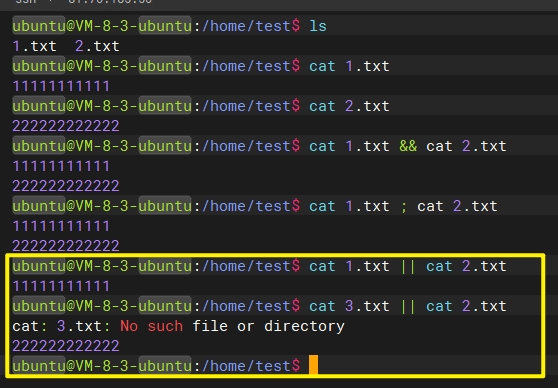 ubuntu@VM-8-3-ubuntu:/home/test$ ls
1.txt  2.txt
ubuntu@VM-8-3-ubuntu:/home/test$ cat 1.txt
11111111111
ubuntu@VM-8-3-ubuntu:/home/test$ cat 2.txt
222222222222
ubuntu@VM-8-3-ubuntu:/home/test$ cat 1.txt && cat 2.txt
11111111111
222222222222
ubuntu@VM-8-3-ubuntu:/home/test$ cat 1.txt ; cat 2.txt
11111111111
222222222222
ubuntu@VM-8-3-ubuntu:/home/test$ cat 1.txt || cat 2.txt
11111111111
ubuntu@VM-8-3-ubuntu:/home/test$ cat 3.txt || cat 2.txt
cat: 3.txt: No such file or directory
222222222222
ubuntu@VM-8-3-ubuntu:/home/test$